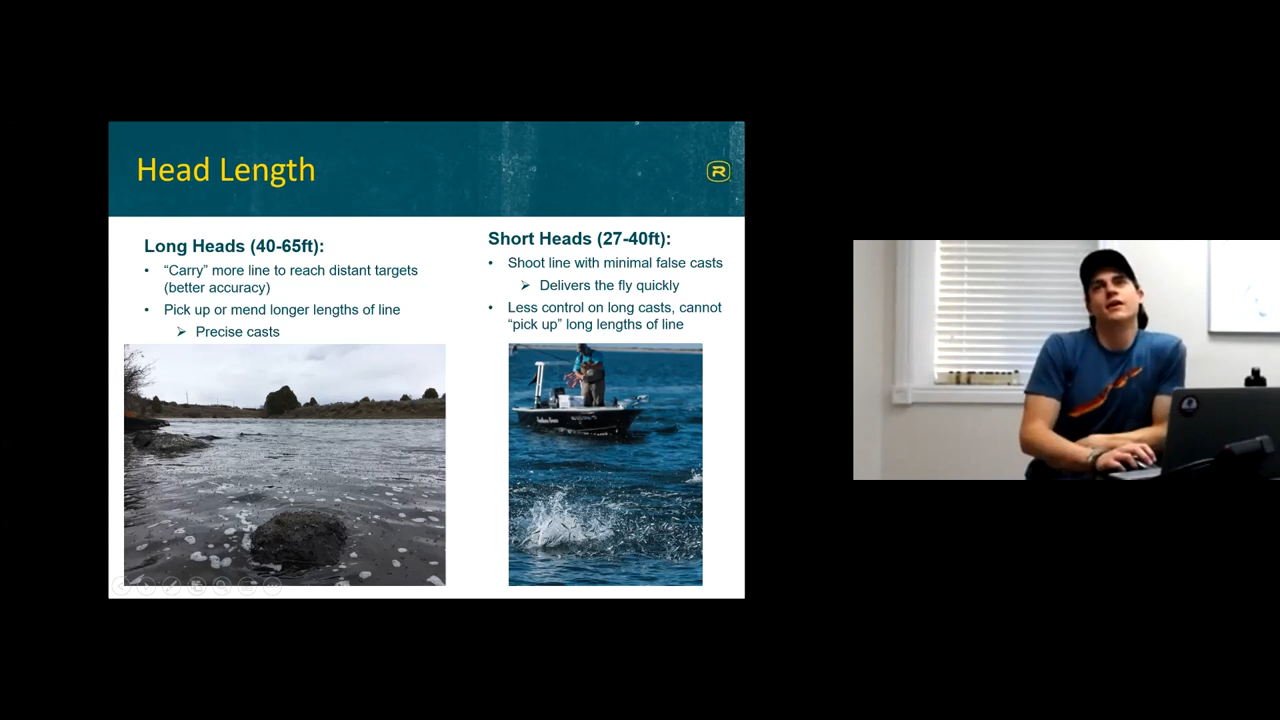 Head Length
R
Long Heads (40-65ft):
• “Carry” more line to reach distant targets
(better accuracy)
• Pick up or mend longer lengths of line
➢ Precise casts
Short Heads (27-40ft):
• Shoot line with minimal false casts
➢ Delivers the fly quickly
• Less control on long casts, cannot
“pick up” long lengths of line